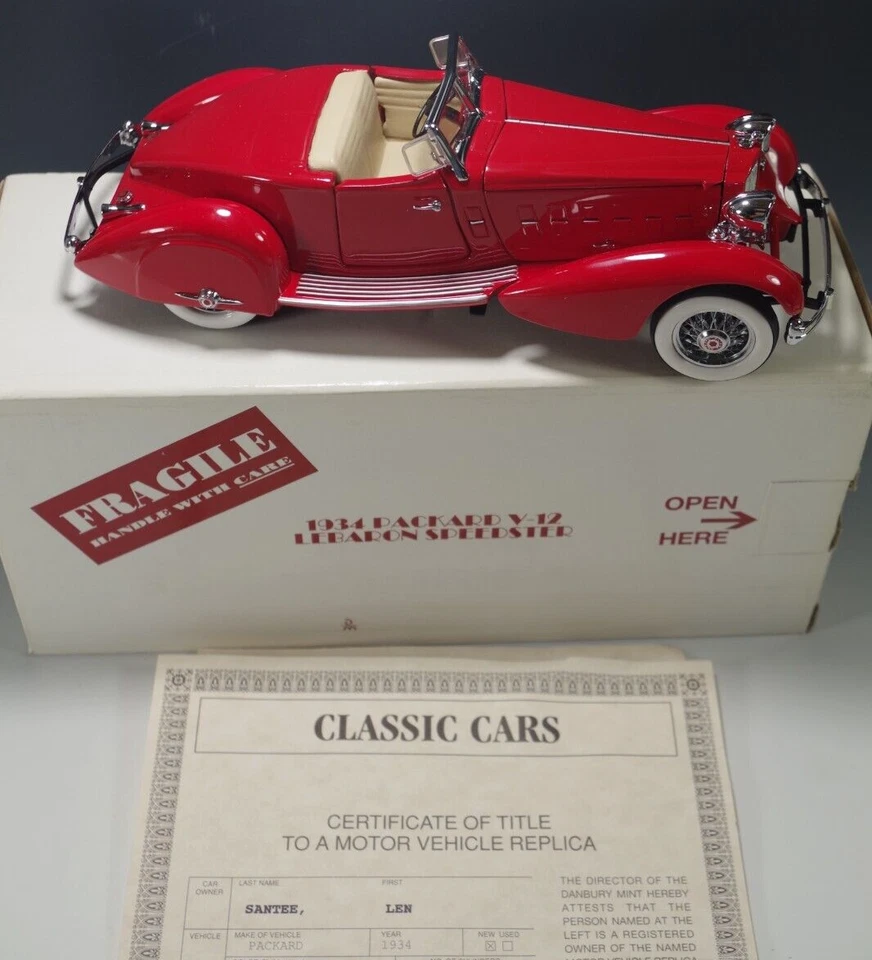 FRAGILE
HANDLE WITH CARE
1934 PACKARD V-12
LEBARON SPEEDSTER
OPEN
HERE
CLASSIC CARS
CERTIFICATE OF TITLE
TO A MOTOR VEHICLE REPLICA
CAR
OWNER
LAST NAME
FIRST
SANTEE,
LEN
VEHICLE
MAKE OF VEHICLE
YEAR
NEW USED
PACKARD
1934
THE DIRECTOR OF THE
DANBURY MINT HEREBY
ATTESTS THAT THE
PERSON NAMED AT THE
LEFT IS A REGISTERED
OWNER OF THE NAMED
MOTOR VEHICLE REPLICA